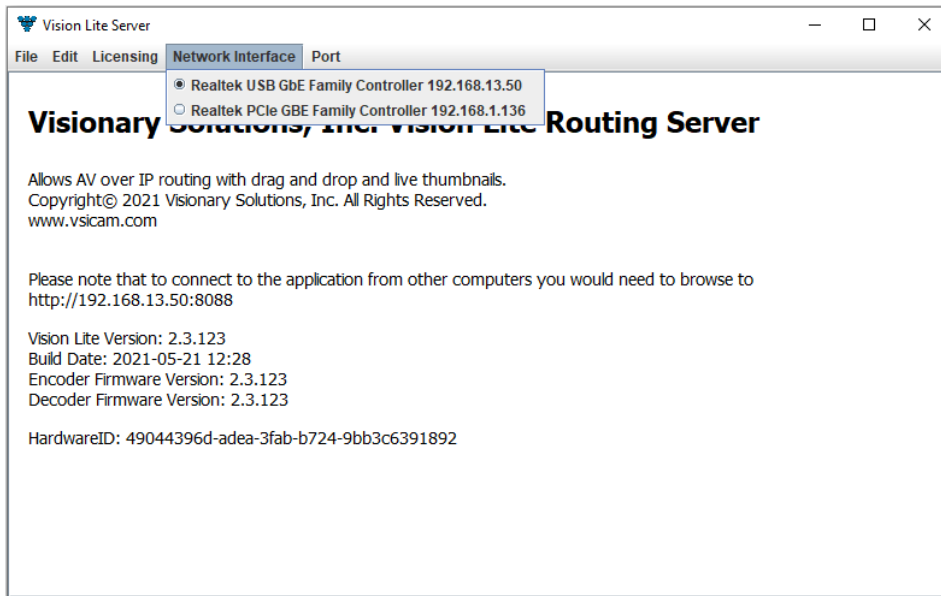 Vision Lite Server
File Edit Licensing Network Interface Port
Realtek USB GbE Family Controller 192.168.13.50
Realtek PCIe GBE Family Controller 192.168.1.136
Visionary Solutions, Inc. Vision Lite Routing Server
Allows AV over IP routing with drag and drop and live thumbnails.
Copyright© 2021 Visionary Solutions, Inc. All Rights Reserved.
www.vsicam.com
Please note that to connect to the application from other computers you would need to browse to
http://192.168.13.50:8088
Vision Lite Version: 2.3.123
Build Date: 2021-05-21 12:28
Encoder Firmware Version: 2.3.123
Decoder Firmware Version: 2.3.123
HardwareID: 49044396d-adea-3fab-b724-9bb3c6391892